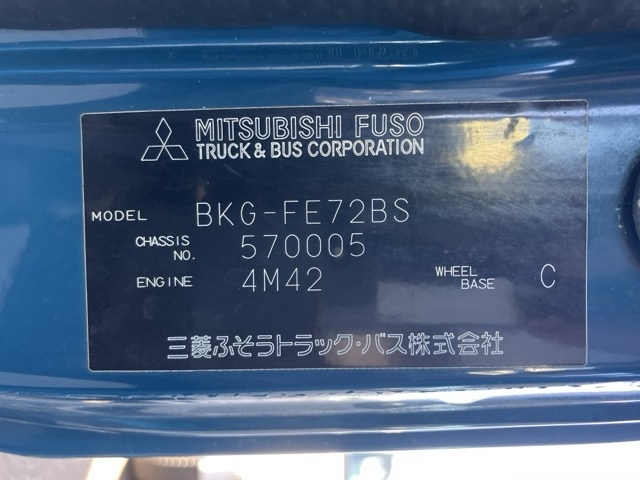 MITSUBISHI FUSO
TRUCK & BUS CORPORATION
MODEL BKG-FE72BS
CHASSIS NO. 570005
ENGINE 4M42 WHEEL BASE C
三菱ふそうトラック・バス株式会社